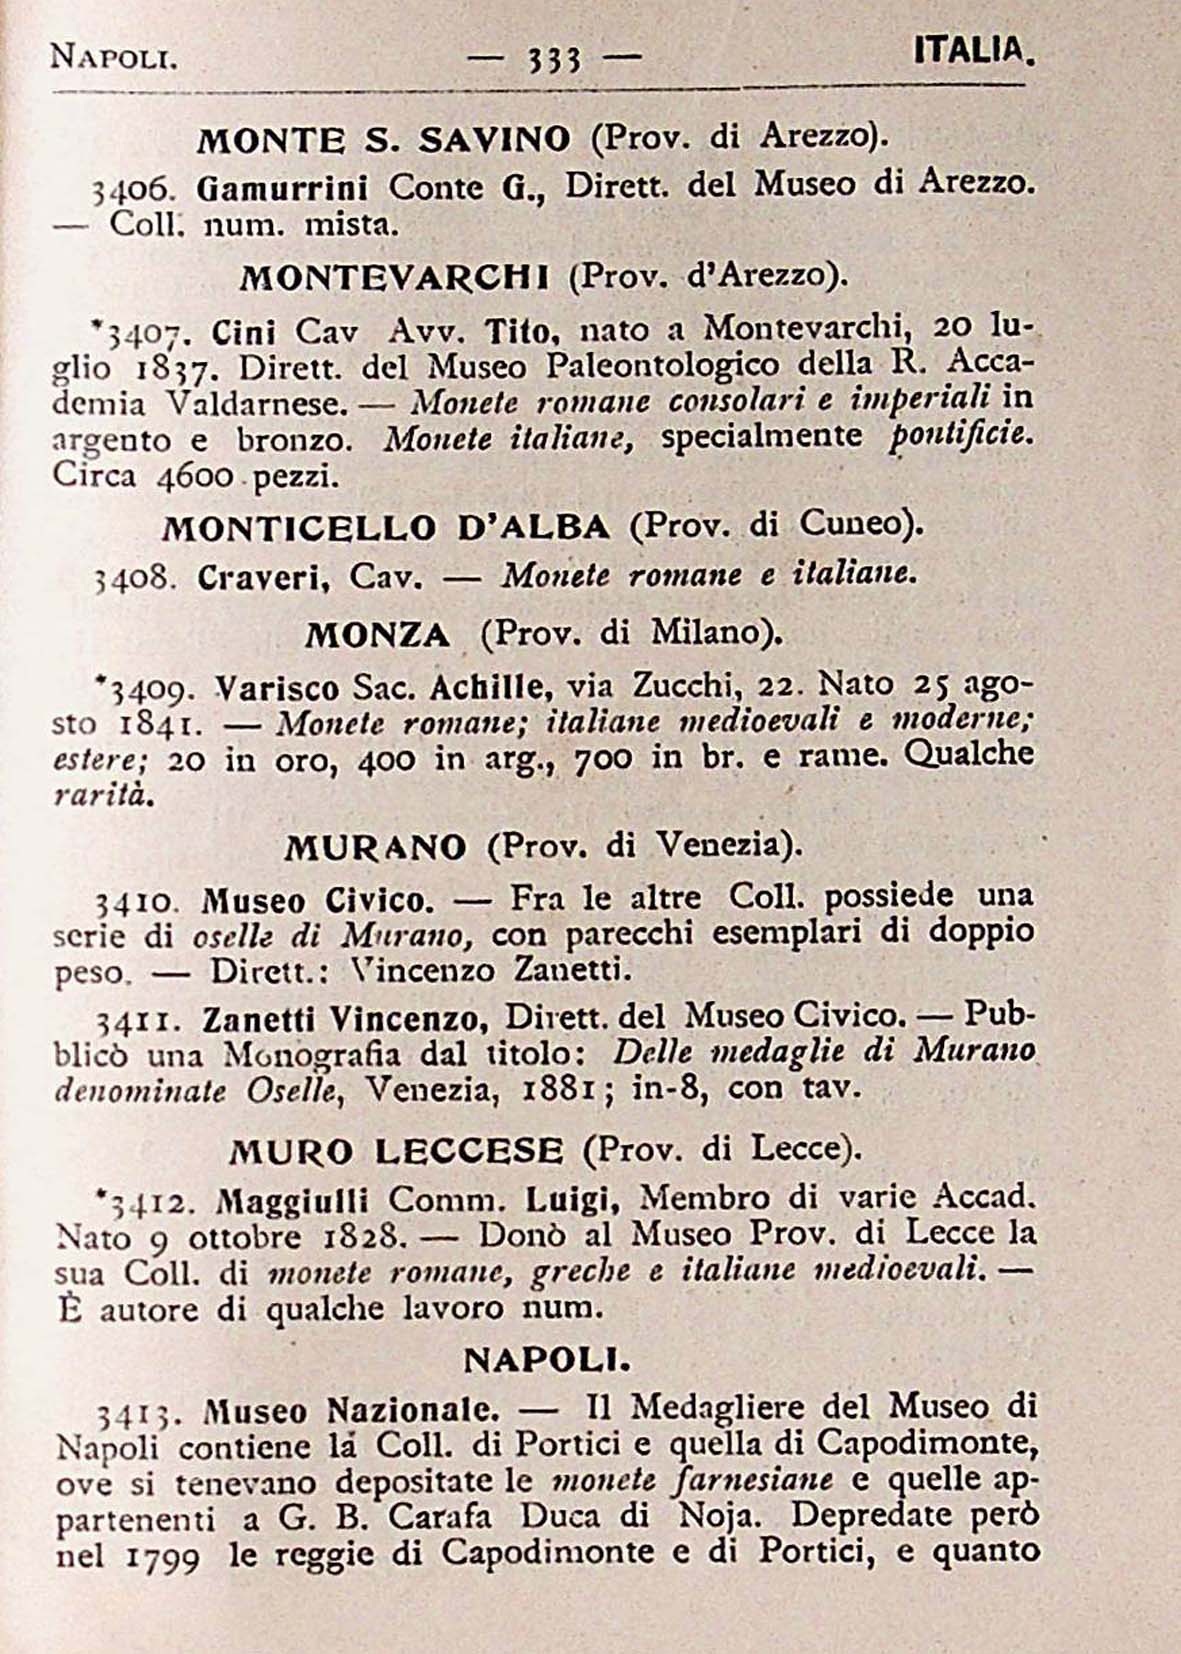 NAPOLI. — 333 — ITALIA.
MONTE S. SAVINO (Prov. di Arezzo).
3406. Gamurrini Conte G., Dirett. del Museo di Arezzo.
— Coll. num. mista.
MONTEVARCHI (Prov. d'Arezzo).
*3407. Cini Cav Avv. Tito, nato a Montevarchi, 20 lu-
glio 1837. Dirett. del Museo Paleontologico della R. Acca-
demia Valdarnese. — Monete romane consolari e imperiali in
argento e bronzo. Monete italiane, specialmente pontificie.
Circa 4600 pezzi.
MONTICELLO D'ALBA (Prov. di Cuneo).
3408. Craveri, Cav. — Monete romane e italiane.
MONZA (Prov. di Milano).
*3409. Varisco Sac. Achille, via Zucchi, 22. Nato 25 ago-
sto 1841. — Monete romane; italiane medioevali e moderne;
estere; 20 in oro, 400 in arg., 700 in br. e rame. Qualche
rarità.
MURANO (Prov. di Venezia).
3410. Museo Civico. — Fra le altre Coll. possiede una
serie di oselle di Murano, con parecchi esemplari di doppio
peso. — Dirett.: Vincenzo Zanetti.
3411. Zanetti Vincenzo, Dirett. del Museo Civico. — Pub-
blicò una Monografia dal titolo: Delle medaglie di Murano
denominate Oselle, Venezia, 1881; in-8, con tav.
MURO LECCESE (Prov. di Lecce).
*3412. Maggiulli Comm. Luigi, Membro di varie Accad.
Nato 9 ottobre 1828. — Donò al Museo Prov. di Lecce la
sua Coll. di monete romane, greche e italiane medioevali. —
È autore di qualche lavoro num.
NAPOLI.
3413. Museo Nazionale. — Il Medagliere del Museo di
Napoli contiene la Coll. di Portici e quella di Capodimonte,
ove si tenevano depositate le monete farnesiane e quelle ap-
partenenti a G. B. Carafa Duca di Noja. Depredate però
nel 1799 le reggie di Capodimonte e di Portici, e quanto